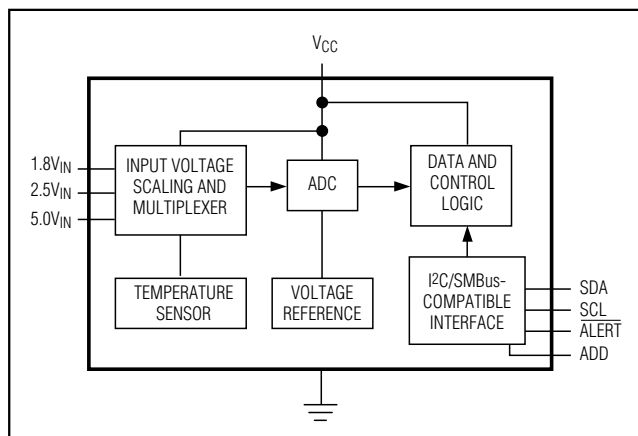 VCC
1.8VIN
2.5VIN
5.0VIN
INPUT VOLTAGE
SCALING AND
MULTIPLEXER
ADC
DATA AND
CONTROL
LOGIC
TEMPERATURE
SENSOR
VOLTAGE
REFERENCE
I2C/SMBus-
COMPATIBLE
INTERFACE
SDA
SCL
ALERT
ADD